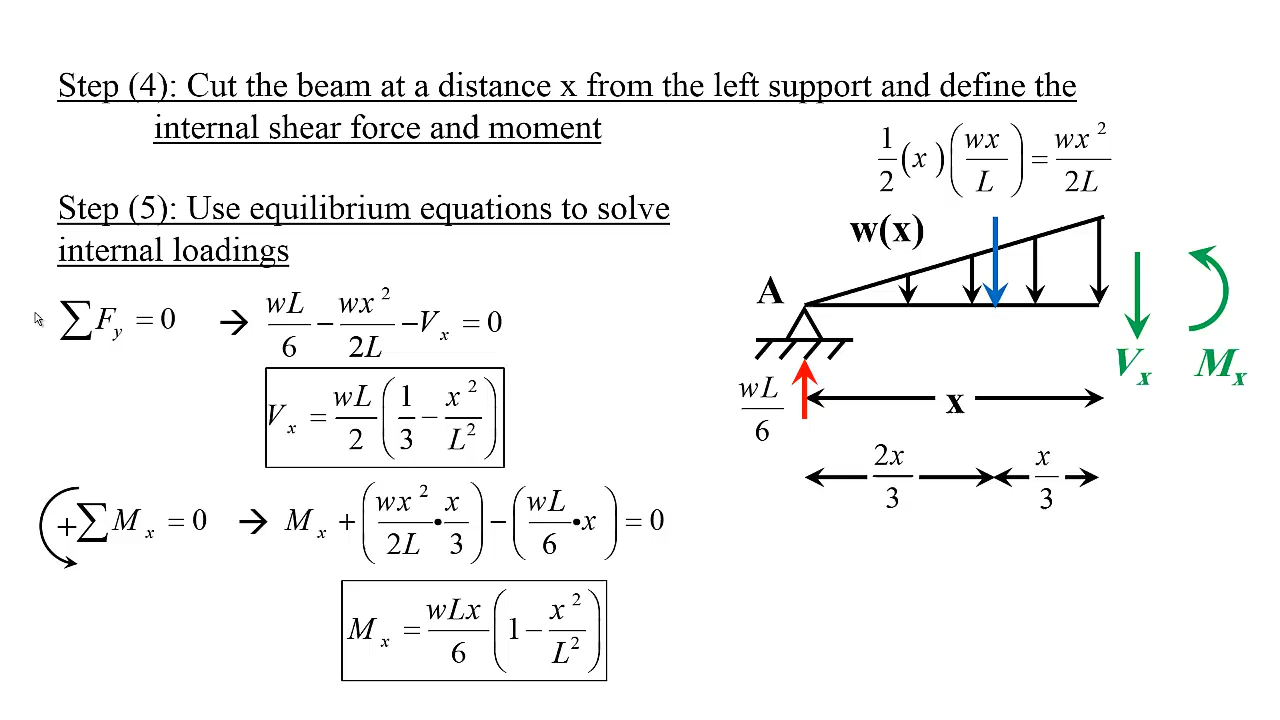 Step (4): Cut the beam at a distance x from the left support and define the
internal shear force and moment
1/2 (x) (wx/L) = wx²/2L
Step (5): Use equilibrium equations to solve
internal loadings
w(x)
A
∑F_y = 0 → wL/6 − wx²/2L − V_x = 0
V_x M_x
V_x = wL/2 (1/3 − x²/L²)
wL/6
x
2x/3 x/3
+∑M_x = 0 → M_x + (wx²/2L • x/3) − (wL/6 • x) = 0
M_x = wLx/6 (1 − x²/L²)